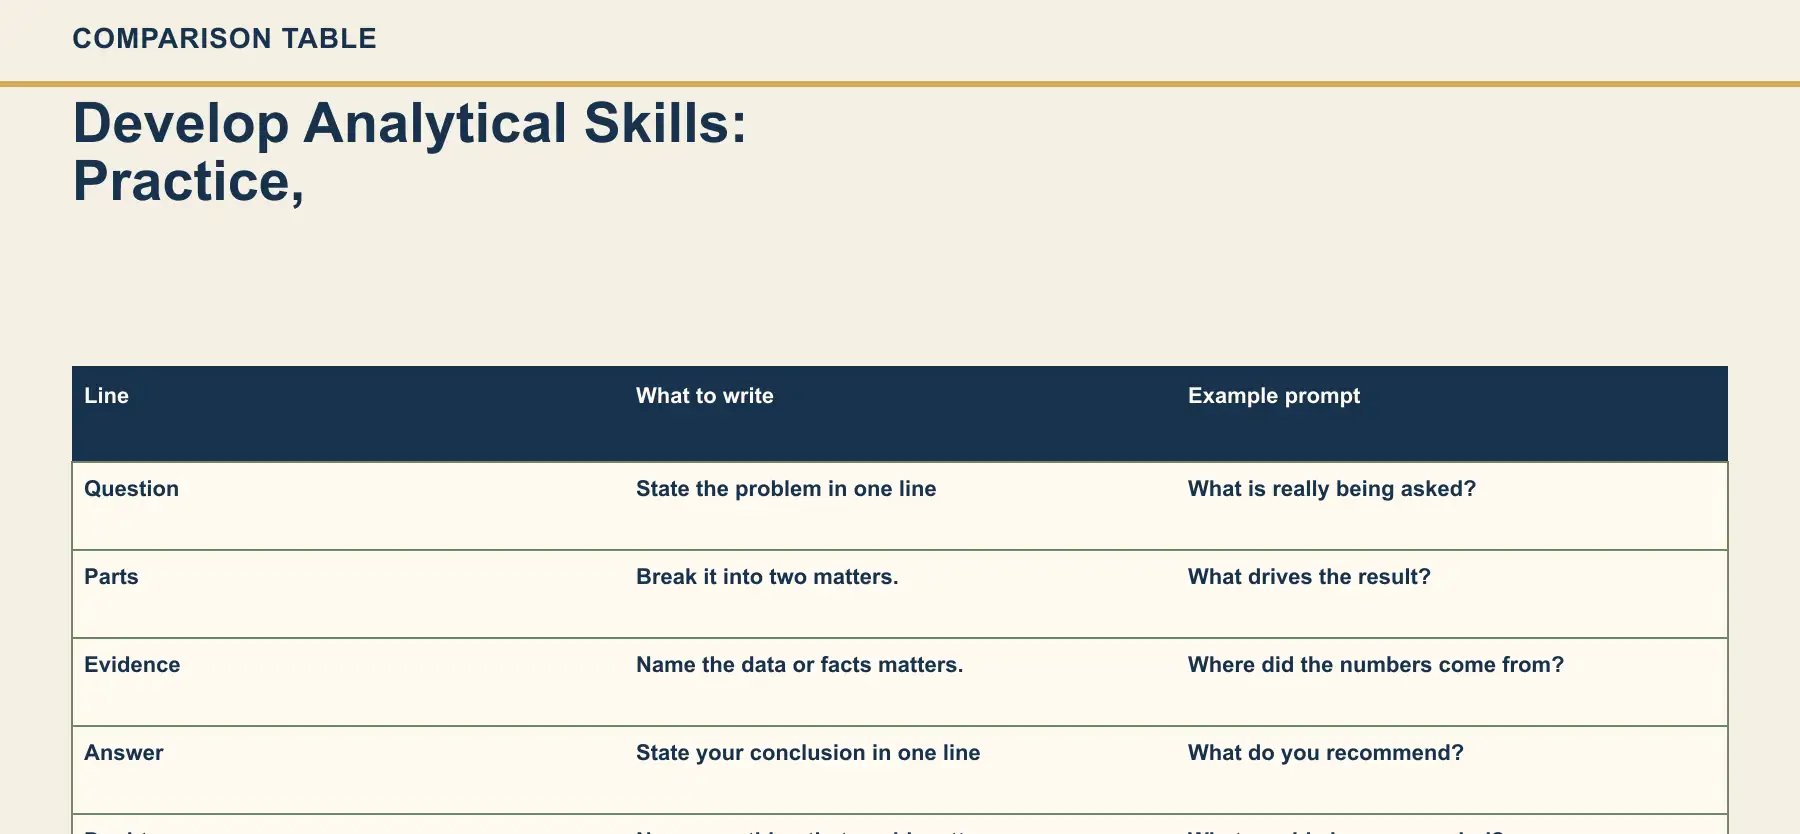 COMPARISON TABLE
Develop Analytical Skills:
Practice,
Line What to write Example prompt
Question State the problem in one line What is really being asked?
Parts Break it into two matters. What drives the result?
Evidence Name the data or facts matters. Where did the numbers come from?
Answer State your conclusion in one line What do you recommend?